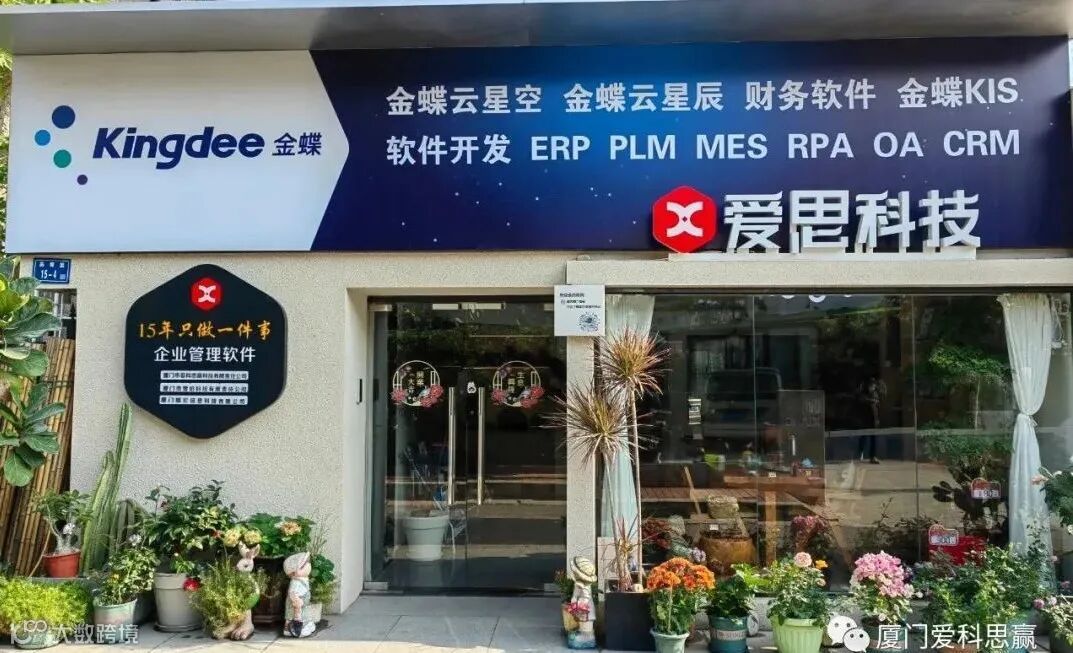 Kingdee 金蝶
金蝶云星空 金蝶云星辰 财务软件 金蝶KIS
软件开发 ERP PLM MES RPA OA CRM
爱思科技
15-4
15年只做一件事
企业管理软件
大数跨境
厦门爱科思赢